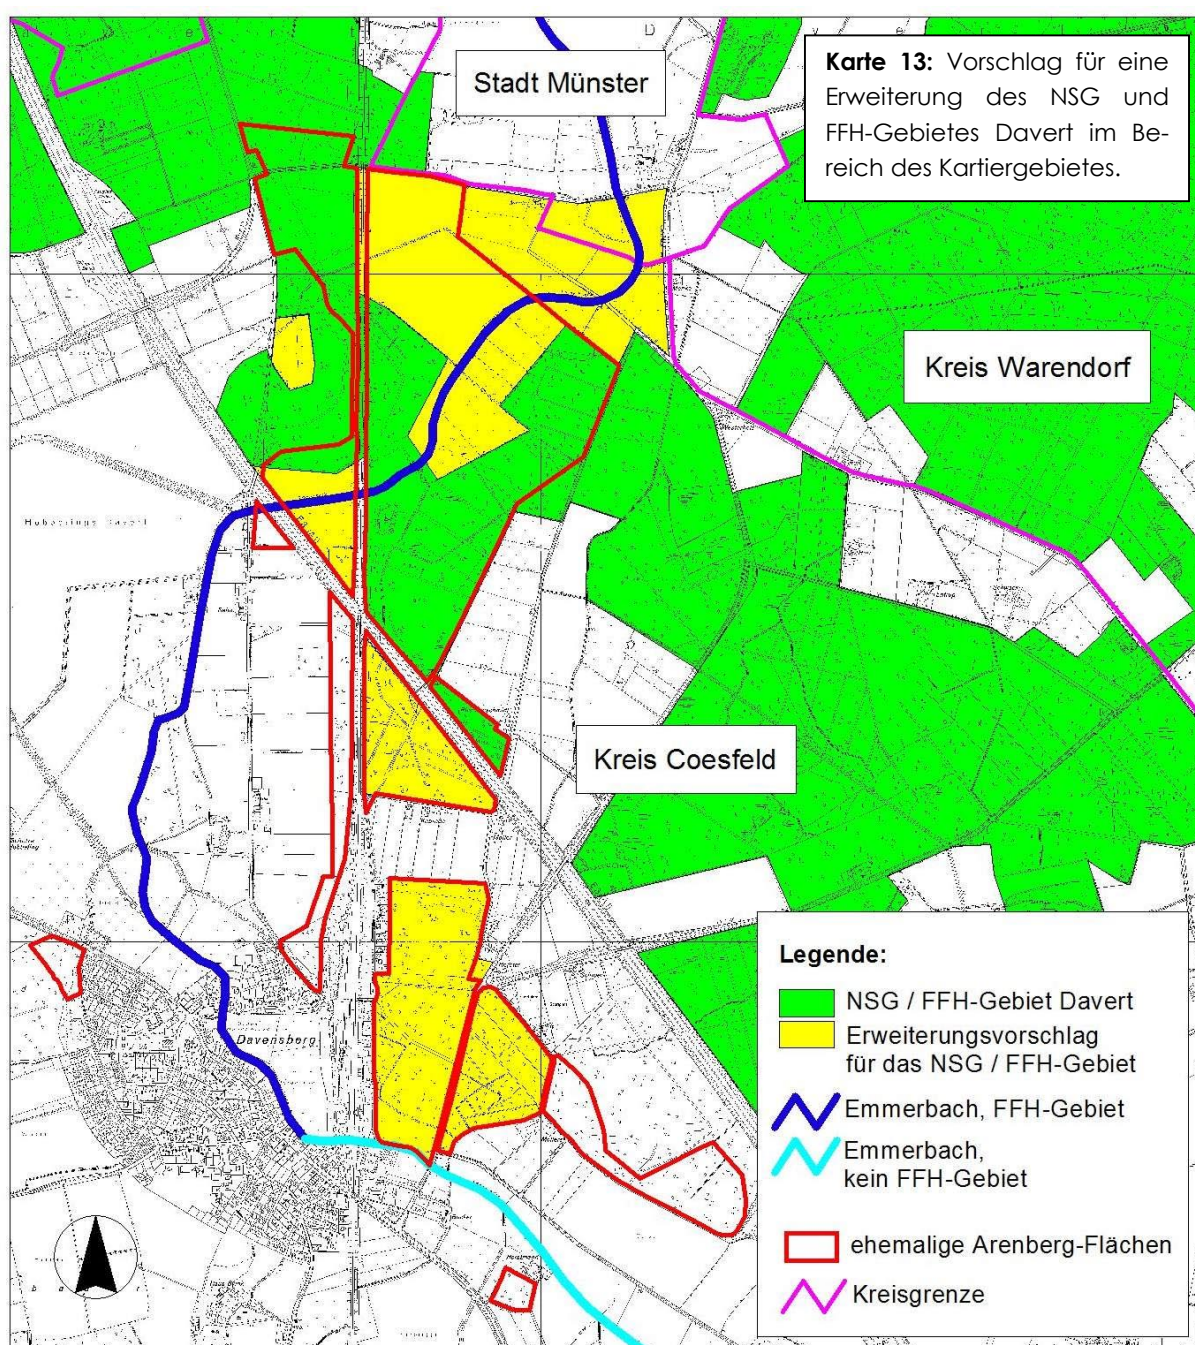 Stadt Münster
Karte 13: Vorschlag für eine
Erweiterung des NSG und
FFH-Gebietes Davert im Be-
reich des Kartiergebietes.
Kreis Warendorf
Kreis Coesfeld
Davensberg
Legende:
NSG / FFH-Gebiet Davert
Erweiterungsvorschlag
für das NSG / FFH-Gebiet
Emmerbach, FFH-Gebiet
Emmerbach,
kein FFH-Gebiet
ehemalige Arenberg-Flächen
Kreisgrenze